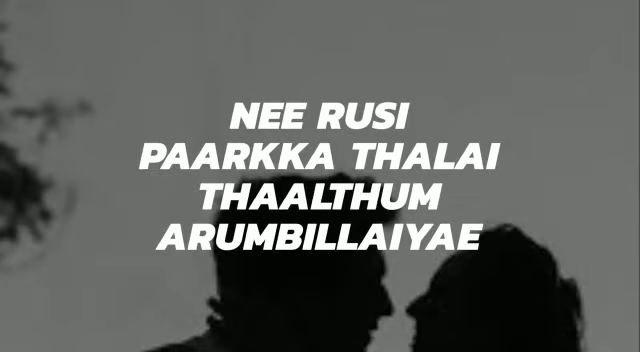 NEE RUSI
PAARKKA THALAI
THAALTHUM
ARUMBILLAIYAE